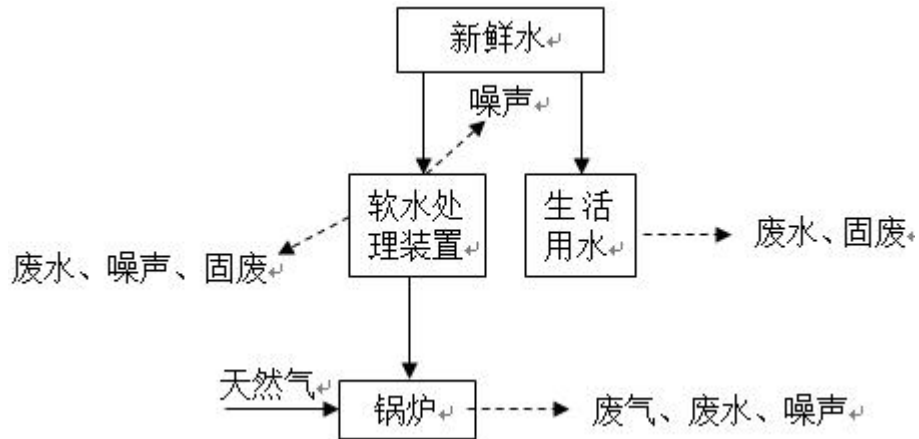 新鲜水
噪声
软水处
理装置
生活
用水
废水、固废
废水、噪声、固废
天然气
锅炉
废气、废水、噪声